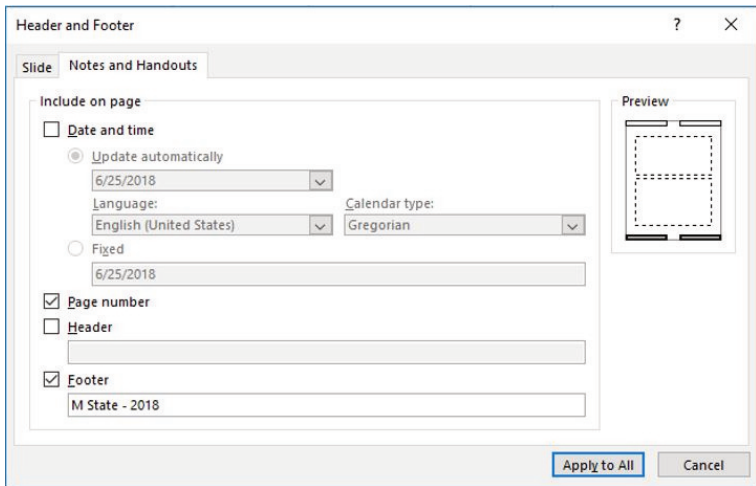 Header and Footer
Slide
Notes and Handouts
Include on page
Preview
Date and time
Update automatically
6/25/2018
Language:
Calendar type:
English (United States)
Gregorian
Fixed
6/25/2018
Page number
Header
Footer
M State - 2018
Apply to All
Cancel